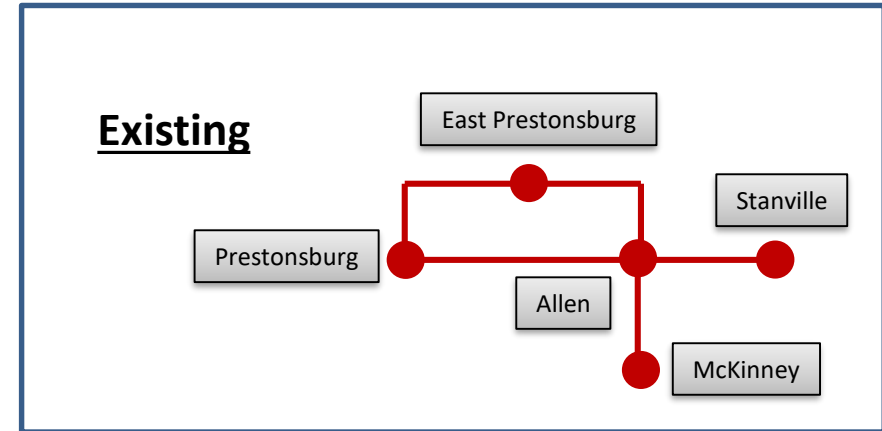 Existing
East Prestonsburg
Stanville
Prestonsburg
Allen
McKinney